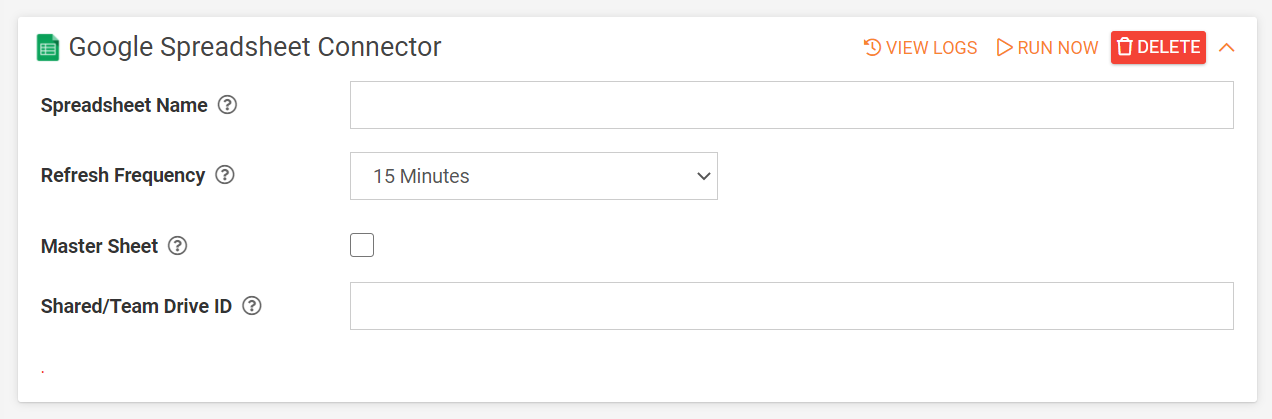 Google Spreadsheet Connector VIEW LOGS RUN NOW DELETE
Spreadsheet Name ?
Refresh Frequency ? 15 Minutes
Master Sheet ?
Shared/Team Drive ID ?
.